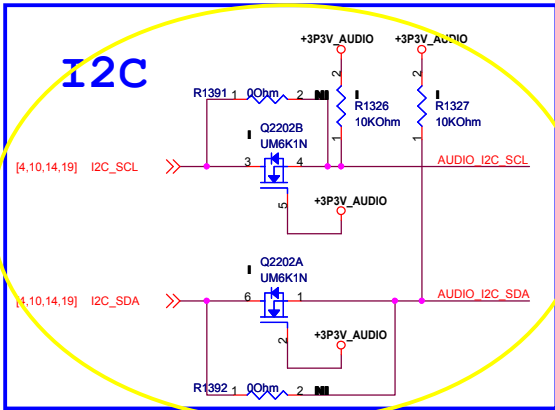 I2C
+3P3V_AUDIO +3P3V_AUDIO
R1391 1 0Ohm 2 NI
2 I R1326 10KOhm 1
2 I R1327 10KOhm 1
I Q2202B
UM6K1N
[4,10,14,19] I2C_SCL 3 4 AUDIO_I2C_SCL
5 +3P3V_AUDIO
I Q2202A
UM6K1N
[4,10,14,19] I2C_SDA 6 1 AUDIO_I2C_SDA
2 +3P3V_AUDIO
R1392 1 0Ohm 2 NI